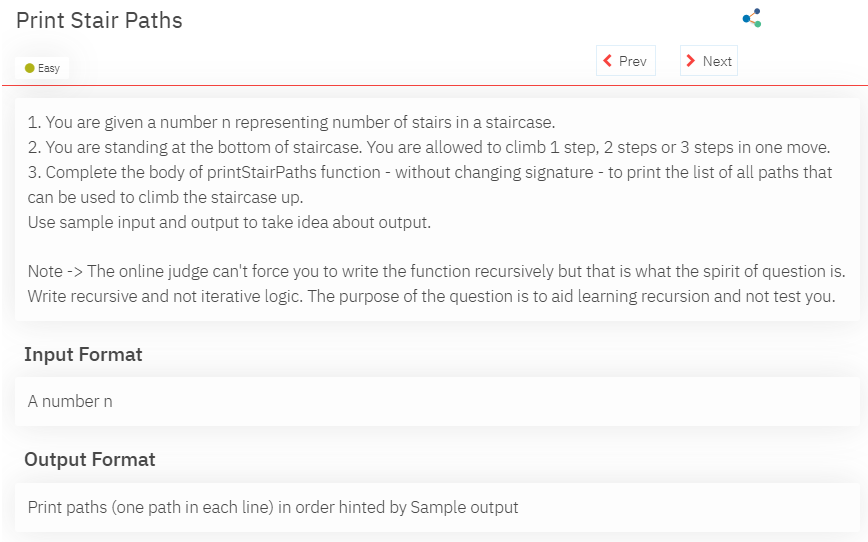 Print Stair Paths
Easy
Prev
Next
1. You are given a number n representing number of stairs in a staircase.
2. You are standing at the bottom of staircase. You are allowed to climb 1 step, 2 steps or 3 steps in one move.
3. Complete the body of printStairPaths function - without changing signature - to print the list of all paths that
can be used to climb the staircase up.
Use sample input and output to take idea about output.
Note -> The online judge can't force you to write the function recursively but that is what the spirit of question is.
Write recursive and not iterative logic. The purpose of the question is to aid learning recursion and not test you.
Input Format
A number n
Output Format
Print paths (one path in each line) in order hinted by Sample output